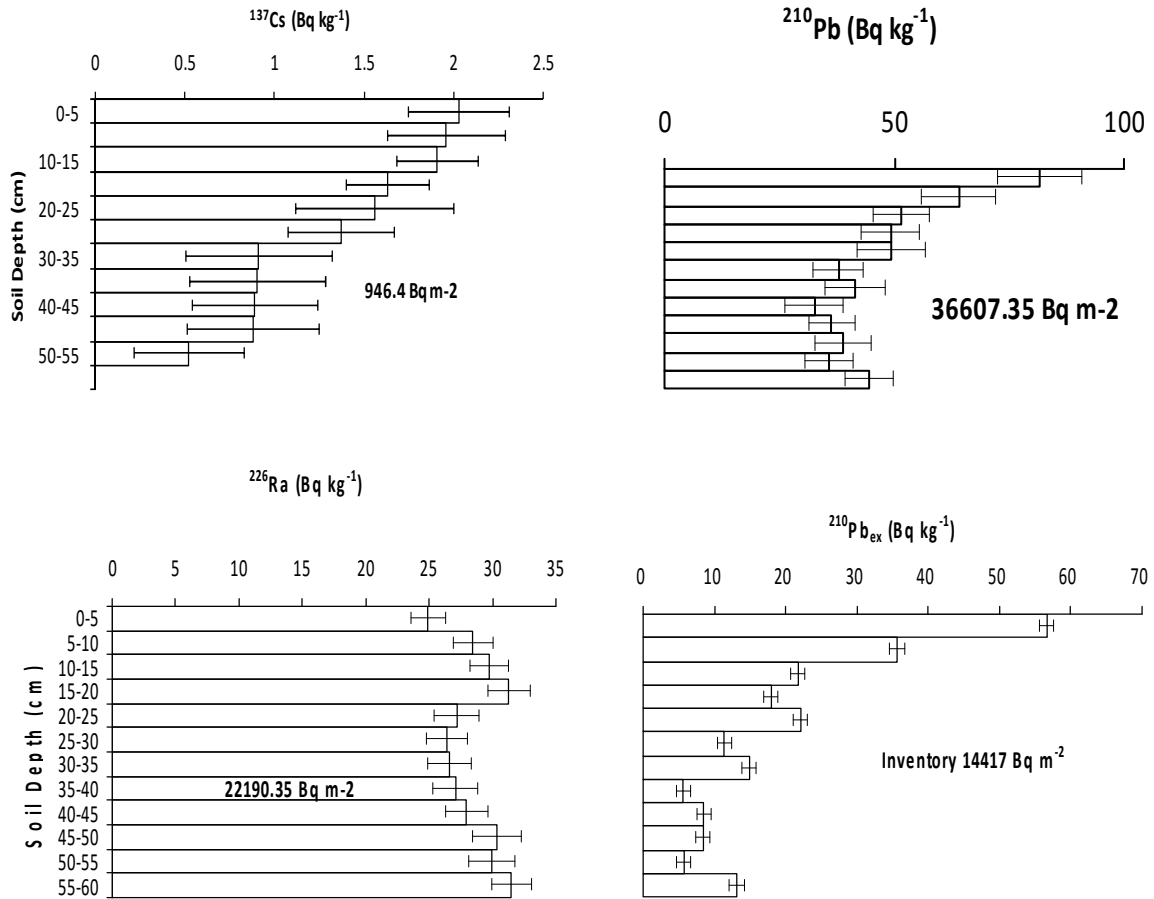 ¹³⁷Cs (Bq kg⁻¹)
0 0.5 1 1.5 2 2.5
Soil Depth (cm)
0-5
10-15
20-25
30-35
40-45
50-55
946.4 Bq m-2
²¹⁰Pb (Bq kg⁻¹)
0 50 100
36607.35 Bq m-2
²²⁶Ra (Bq kg⁻¹)
0 5 10 15 20 25 30 35
Soil Depth (cm)
0-5
5-10
10-15
15-20
20-25
25-30
30-35
35-40
40-45
45-50
50-55
55-60
22190.35 Bq m-2
²¹⁰Pbₑₓ (Bq kg⁻¹)
0 10 20 30 40 50 60 70
Inventory 14417 Bq m⁻²